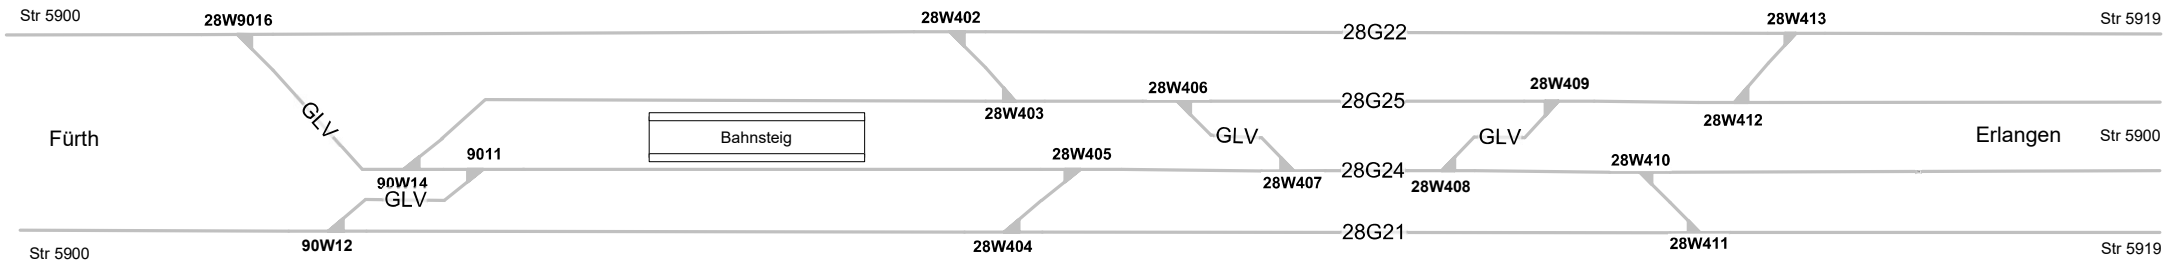 Str 5900
28W9016
28W402
28W413
Str 5919
28G22
28W406
28W409
28G25
28W403
28W412
GLV
Fürth
Bahnsteig
GLV
GLV
Erlangen
Str 5900
9011
28W405
28W410
28G24
90W14
28W407
28W408
GLV
28G21
90W12
28W404
28W411
Str 5900
Str 5919